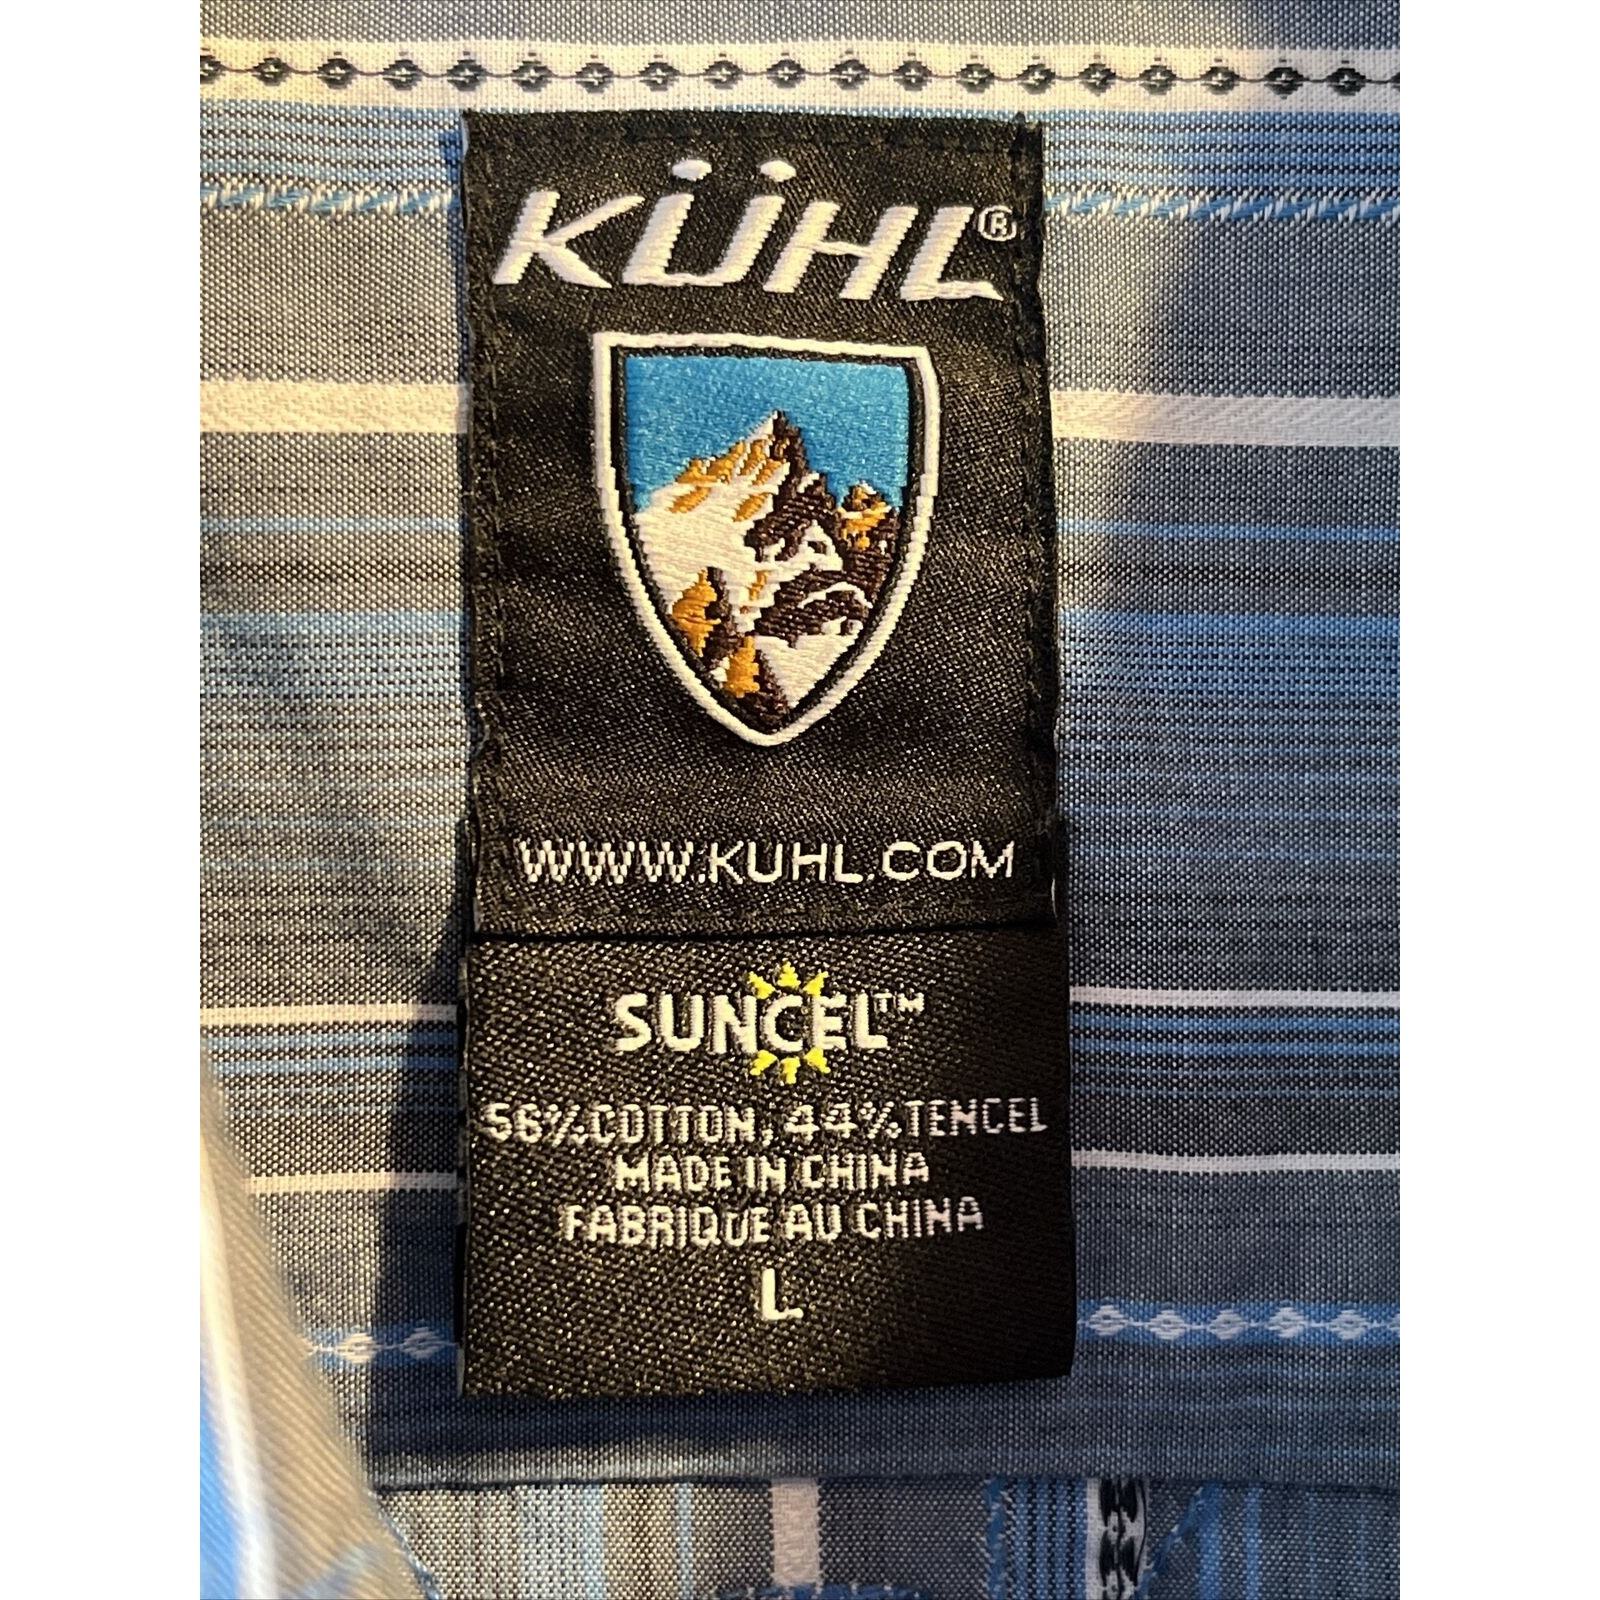 KÜHL®
WWW.KUHL.COM
SUNCEL™
56%COTTON, 44%TENCEL
MADE IN CHINA
FABRIQUE AU CHINA
L